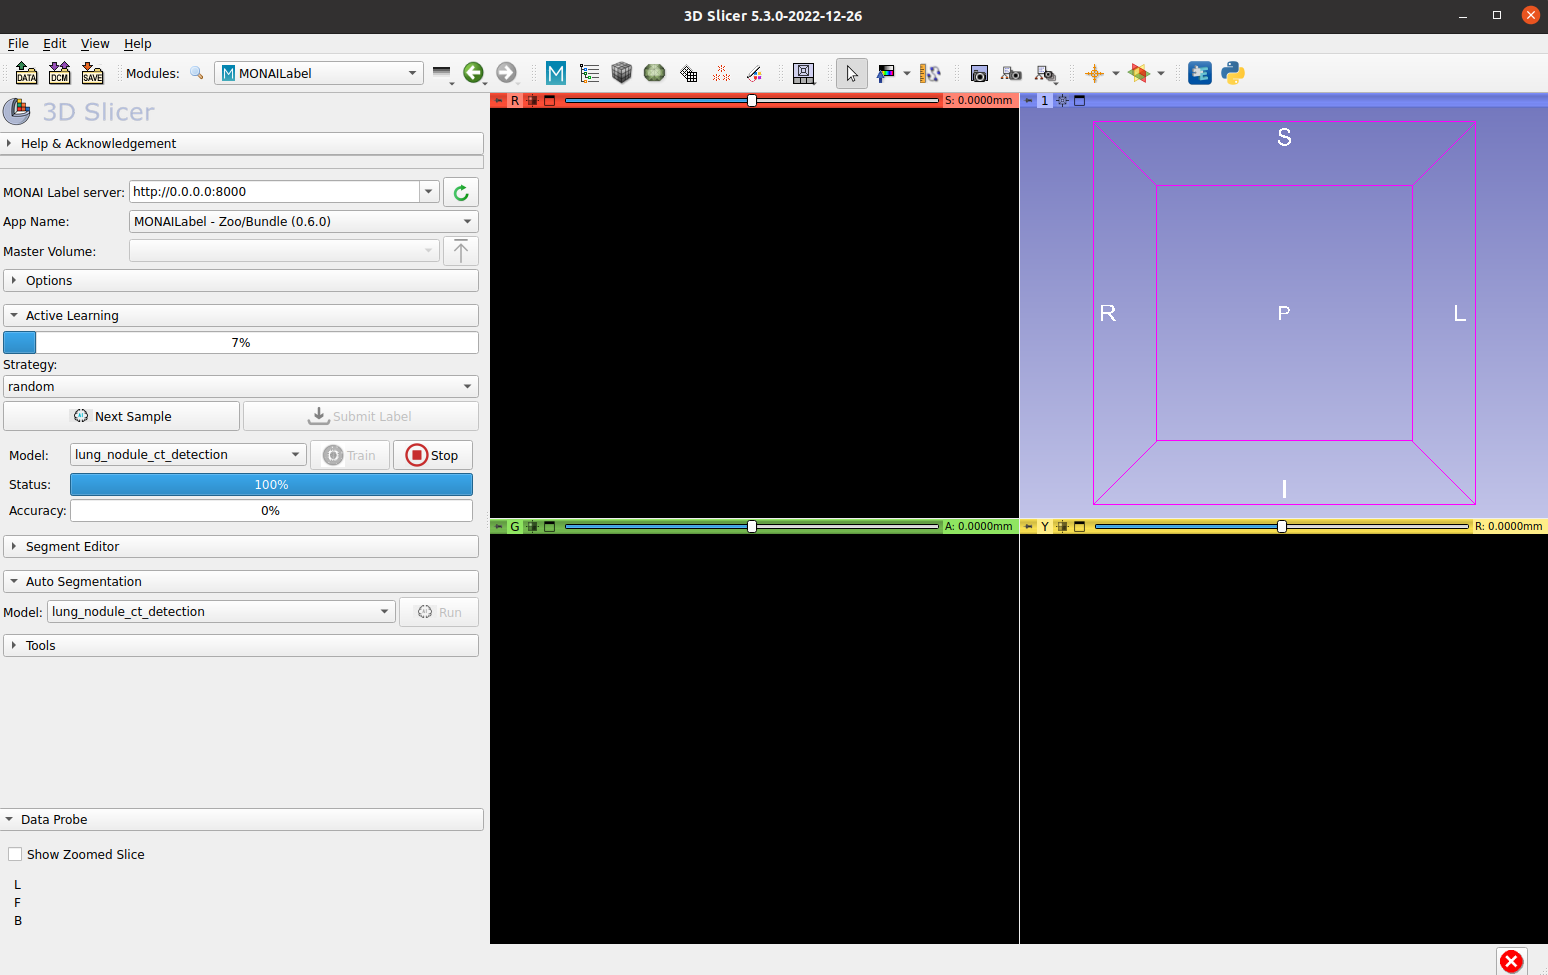 3D Slicer 5.3.0-2022-12-26
File Edit View Help
DATA DCM SAVE Modules: M MONAILabel M
3D Slicer
Help & Acknowledgement
MONAI Label server: http://0.0.0.0:8000
App Name: MONAILabel - Zoo/Bundle (0.6.0)
Master Volume:
Options
Active Learning
7%
Strategy:
random
Next Sample Submit Label
Model: lung_nodule_ct_detection Train Stop
Status: 100%
Accuracy: 0%
Segment Editor
Auto Segmentation
Model: lung_nodule_ct_detection Run
Tools
Data Probe
Show Zoomed Slice
L
F
B
R S: 0.0000mm
1
S
R P L
I
G A: 0.0000mm
Y R: 0.0000mm